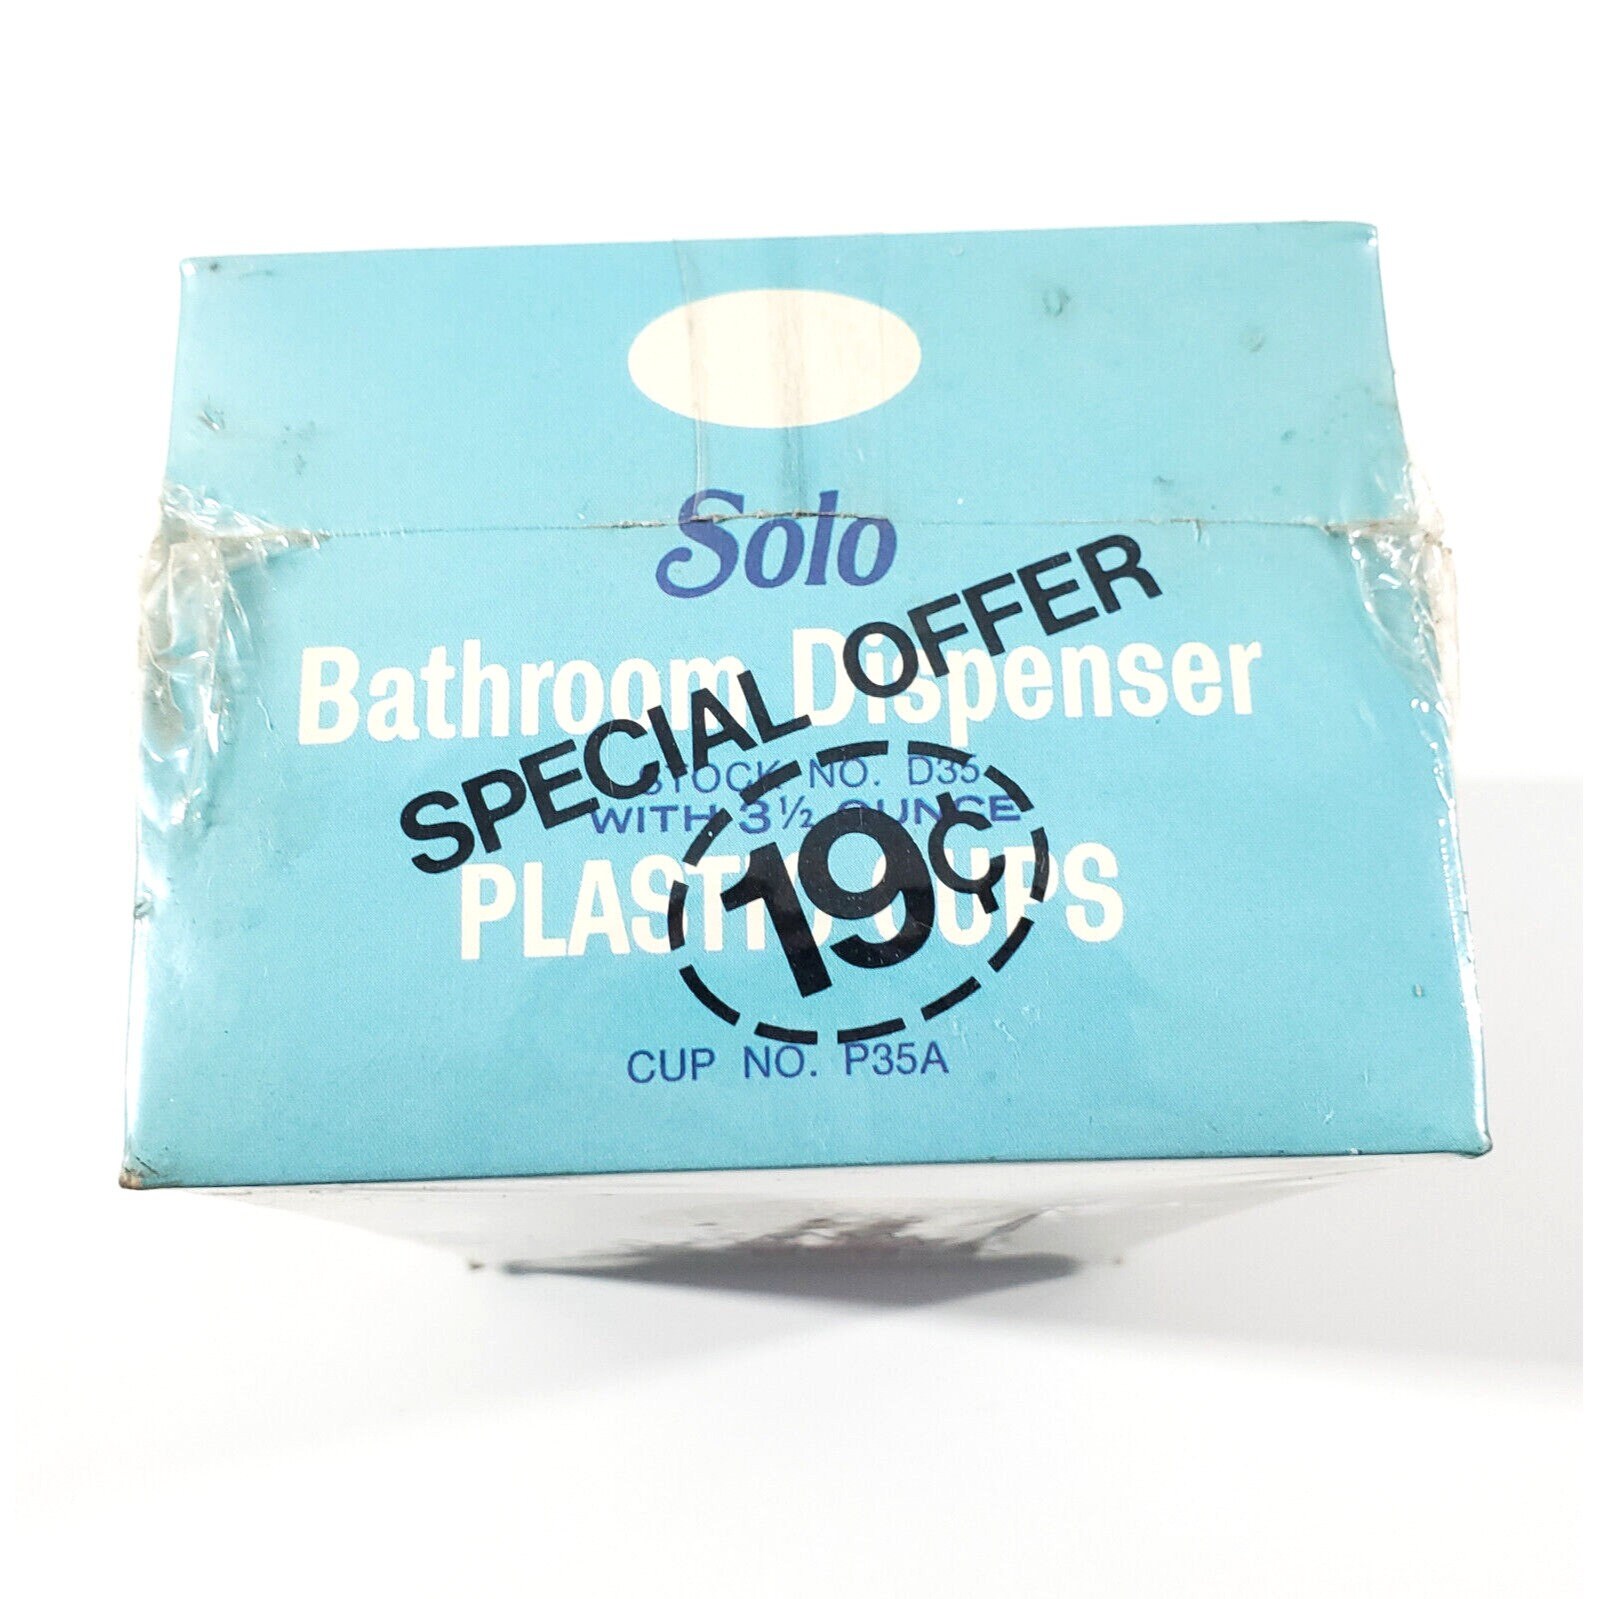 Solo
SPECIAL OFFER
Bathroom Dispenser
STOCK NO. D35
WITH 3½ OUNCE
19¢
PLASTIC CUPS
CUP NO. P35A